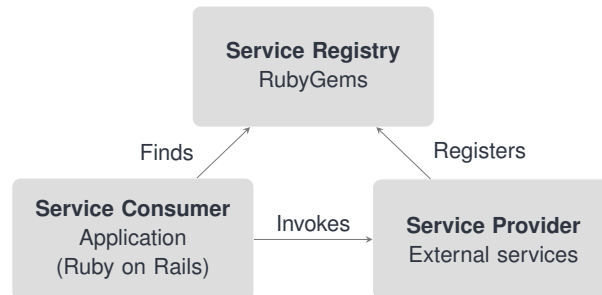 Service Registry
RubyGems
Finds
Registers
Service Consumer
Application
(Ruby on Rails)
Invokes
Service Provider
External services